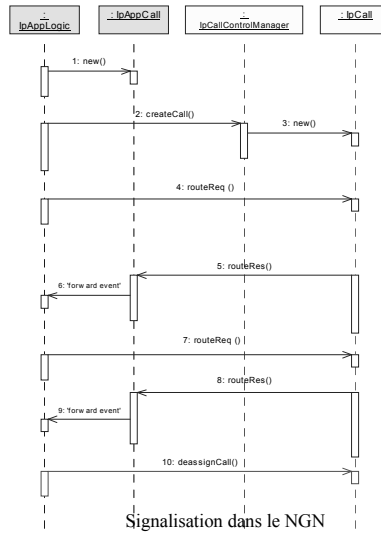 :
IpAppLogic
: IpAppCall
:
IpCallControlManager
: IpCall
1: new()
2: createCall()
3: new()
4: routeReq ()
5: routeRes()
6: 'forw ard event'
7: routeReq ()
8: routeRes()
9: 'forw ard event'
10: deassignCall()
Signalisation dans le NGN